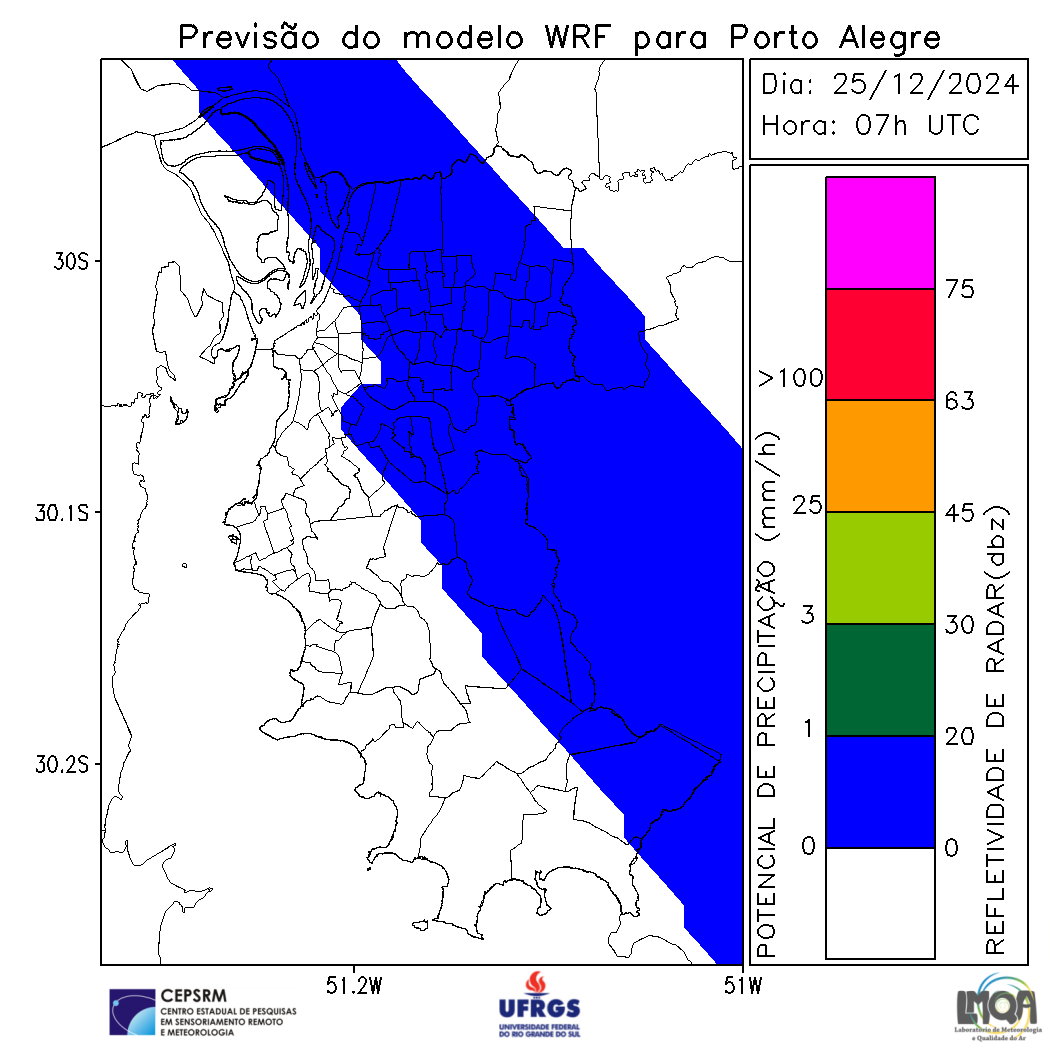 Previsão do modelo WRF para Porto Alegre
Dia: 25/12/2024
Hora: 07h UTC
30S
30.1S
30.2S
51.2W
51W
POTENCIAL DE PRECIPITAÇÃO (mm/h)
>100
25
3
1
0
75
63
45
30
20
0
REFLETIVIDADE DE RADAR(dbz)
CEPSRM
CENTRO ESTADUAL DE PESQUISAS
EM SENSORIAMENTO REMOTO
E METEOROLOGIA
UFRGS
UNIVERSIDADE FEDERAL
DO RIO GRANDE DO SUL
LMQA
Laboratório de Meteorologia
e Qualidade do Ar